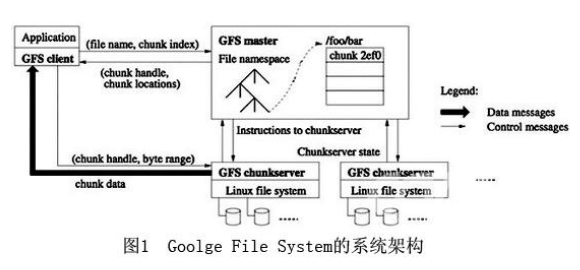 Application
GFS client
(file name, chunk index)
(chunk handle,
chunk locations)
GFS master
File namespace
/foo/bar
chunk 2ef0
Legend:
Data messages
Control messages
Instructions to chunkserver
Chunkserver state
(chunk handle, byte range)
chunk data
GFS chunkserver
Linux file system
GFS chunkserver
Linux file system
图1 Goolge File System的系统架构